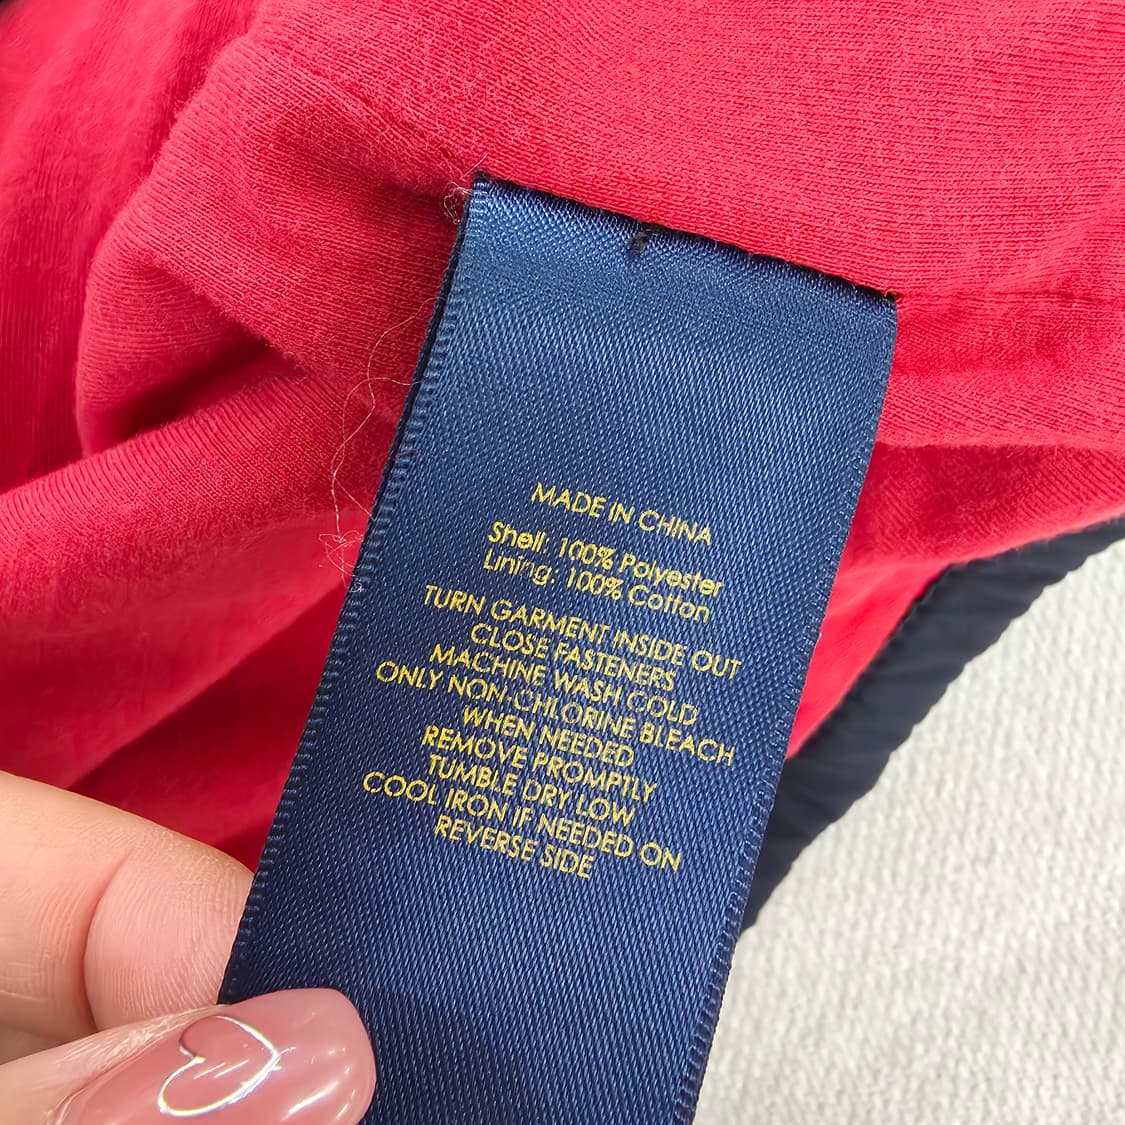 MADE IN CHINA
Shell: 100% Polyester
Lining: 100% Cotton
TURN GARMENT INSIDE OUT
CLOSE FASTENERS
MACHINE WASH COLD
ONLY NON-CHLORINE BLEACH
WHEN NEEDED
REMOVE PROMPTLY
TUMBLE DRY LOW
COOL IRON IF NEEDED ON
REVERSE SIDE